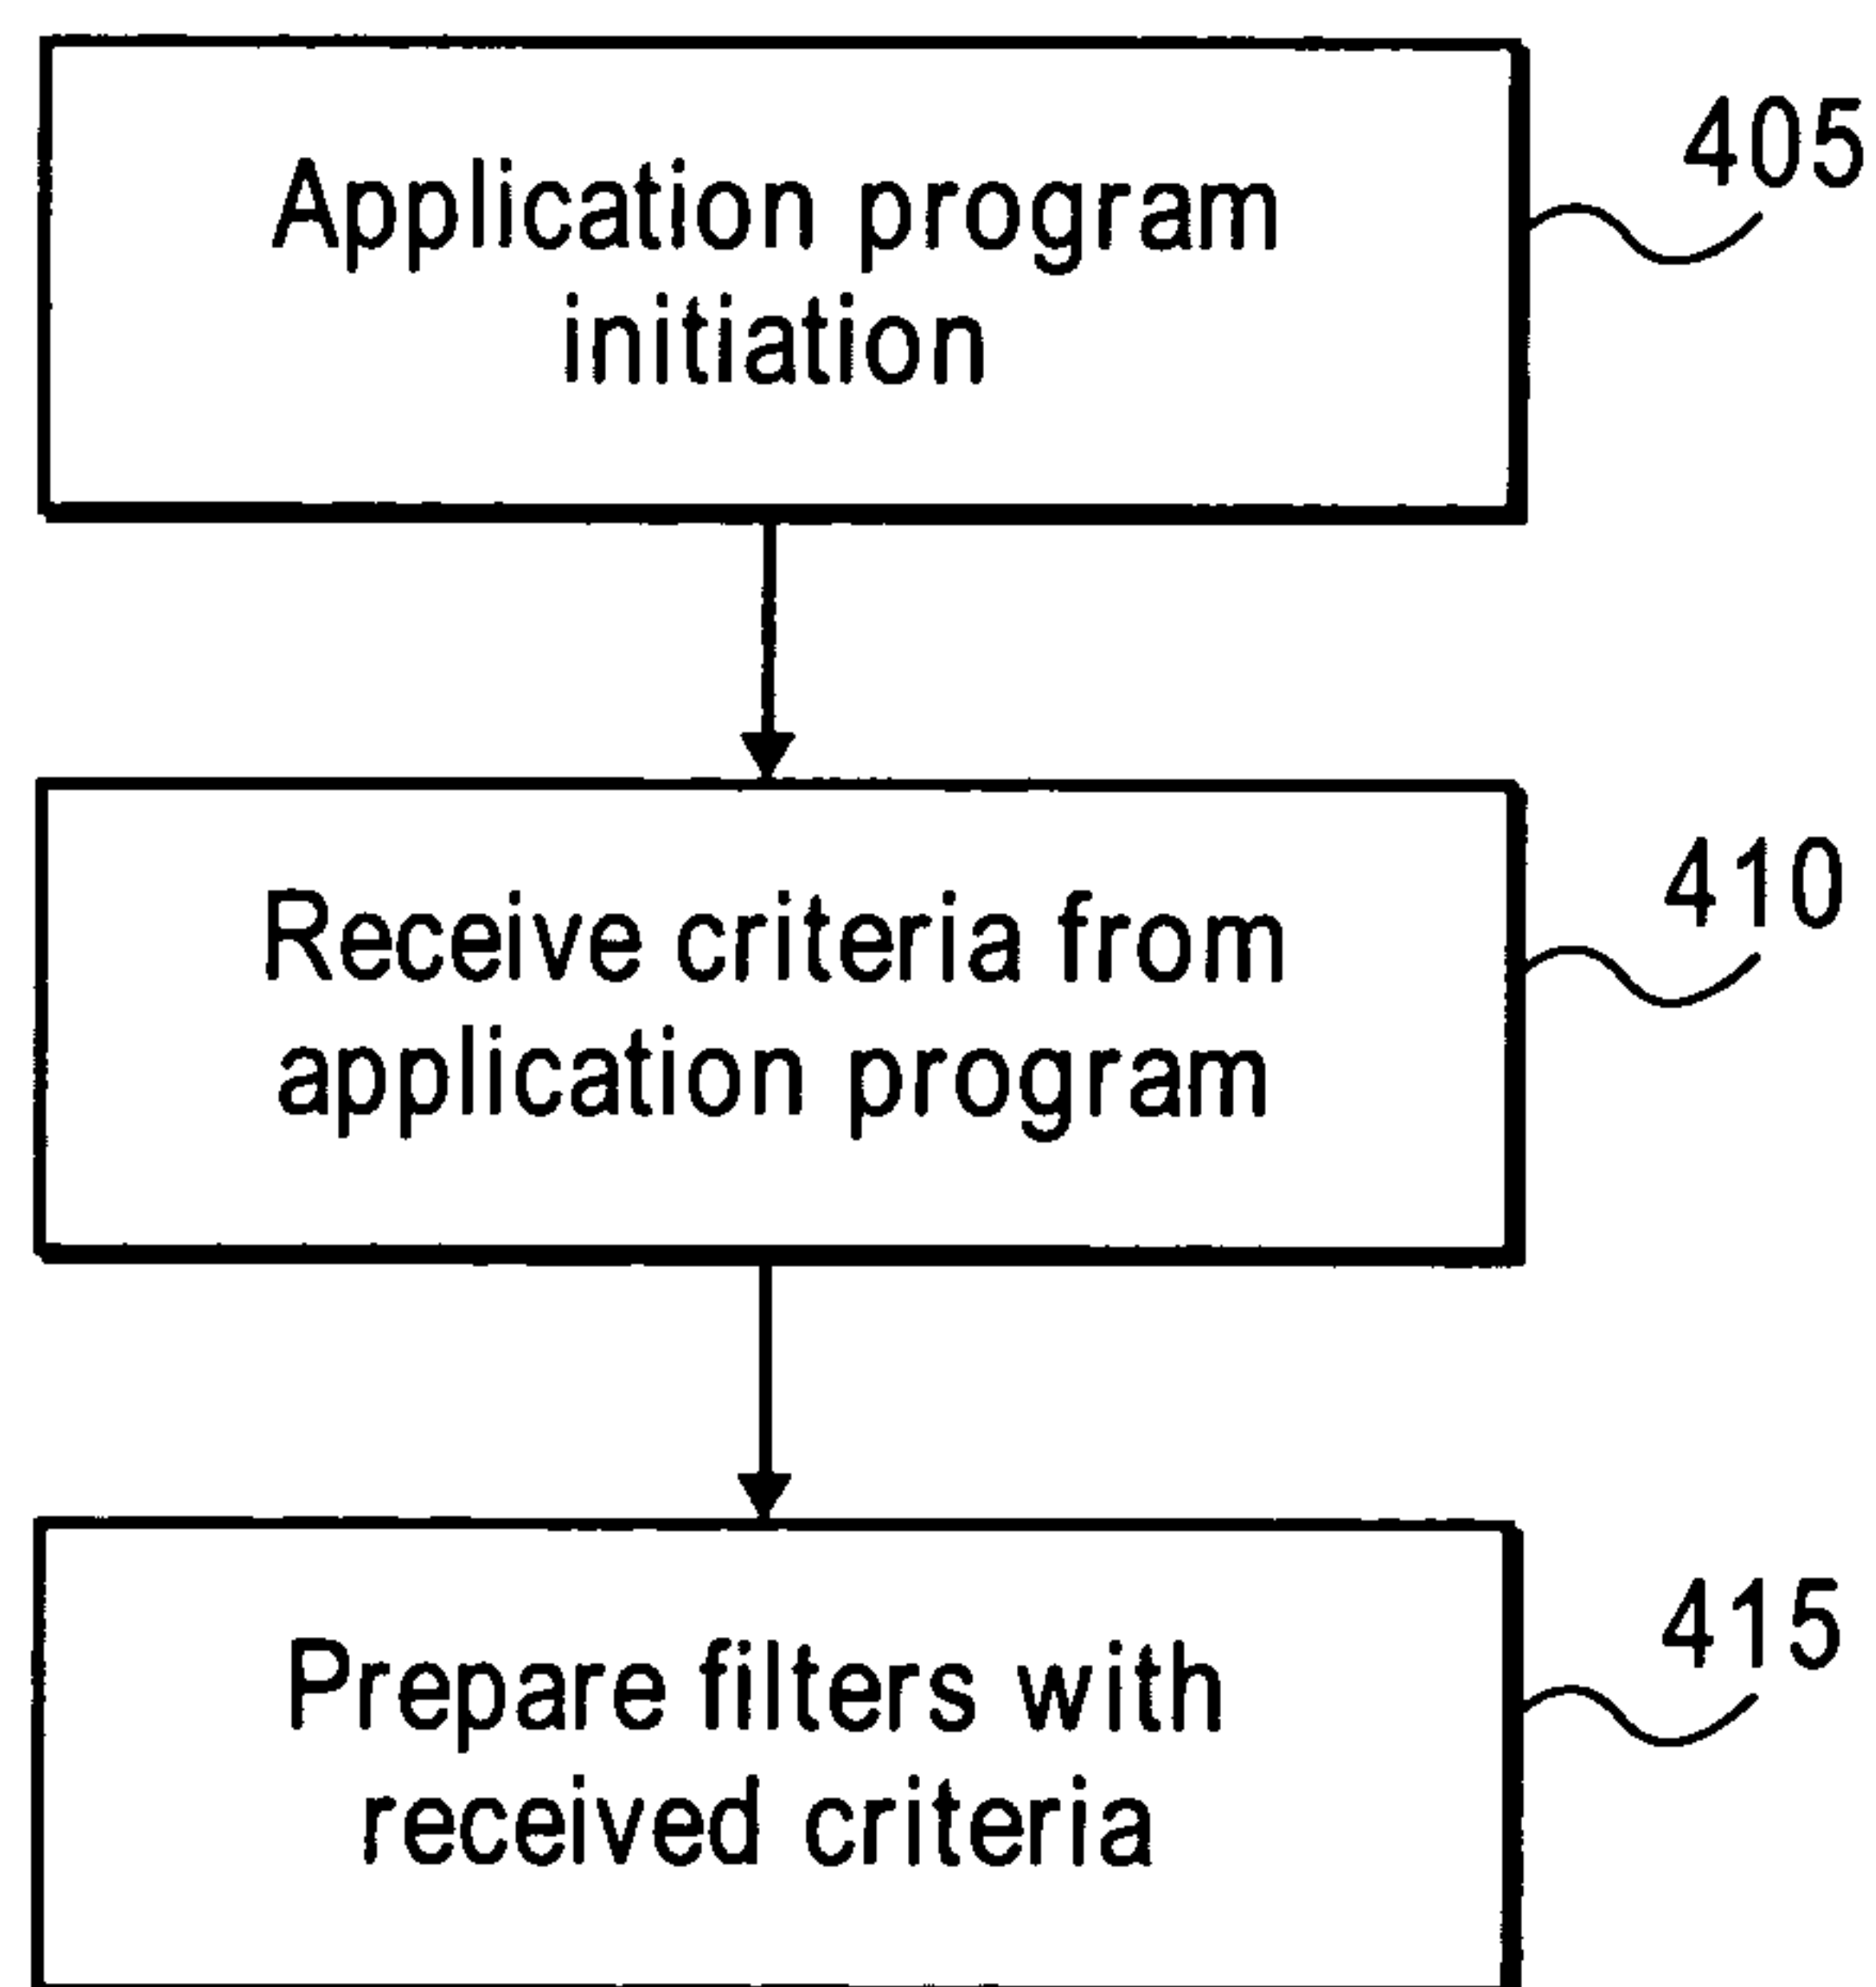 Application program
initiation
405
Receive criteria from
application program
410
Prepare filters with
received criteria
415